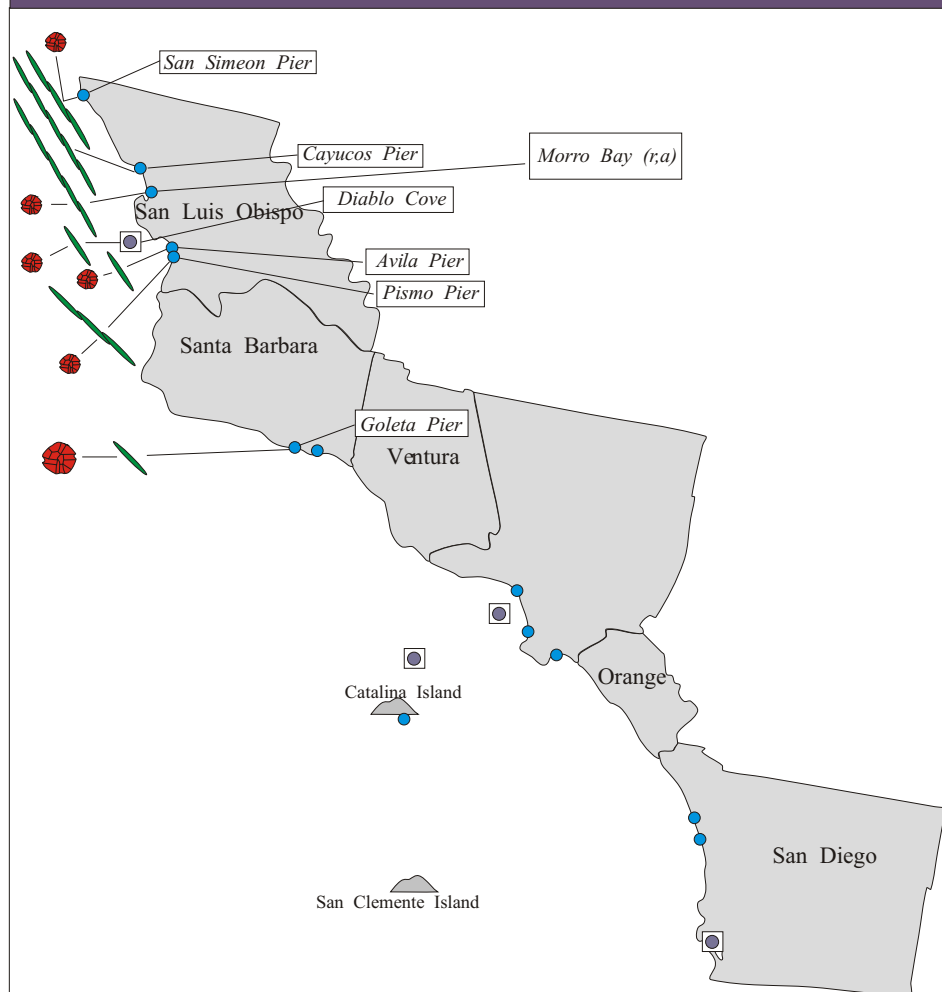 San Simeon Pier
Cayucos Pier
Morro Bay (r,a)
Diablo Cove
San Luis Obispo
Avila Pier
Pismo Pier
Santa Barbara
Goleta Pier
Ventura
Orange
Catalina Island
San Diego
San Clemente Island